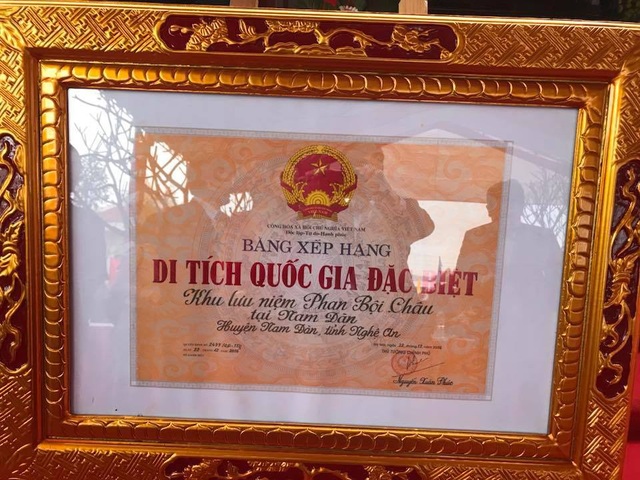 CỘNG HÒA XÃ HỘI CHỦ NGHĨA VIỆT NAM
Độc lập-Tự do-Hạnh phúc
BẰNG XẾP HẠNG
DI TÍCH QUỐC GIA ĐẶC BIỆT
Khu lưu niệm Phan Bội Châu
tại Nam Đàn
Huyện Nam Đàn, tỉnh Nghệ An
THỦ TƯỚNG CHÍNH PHỦ
Nguyễn Xuân Phúc